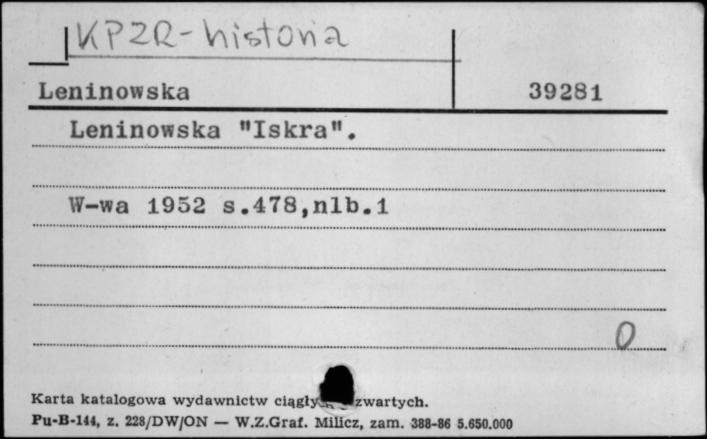 KPZR - historia
Leninowska 39281
Leninowska "Iskra".
W-wa 1952 s.478,nlb.1
0
Karta katalogowa wydawnictw zwartych.
Pu-B-144, z. 228/DW/ON — W.Z.Graf. Milicz, zam. 388-86 5.650.000